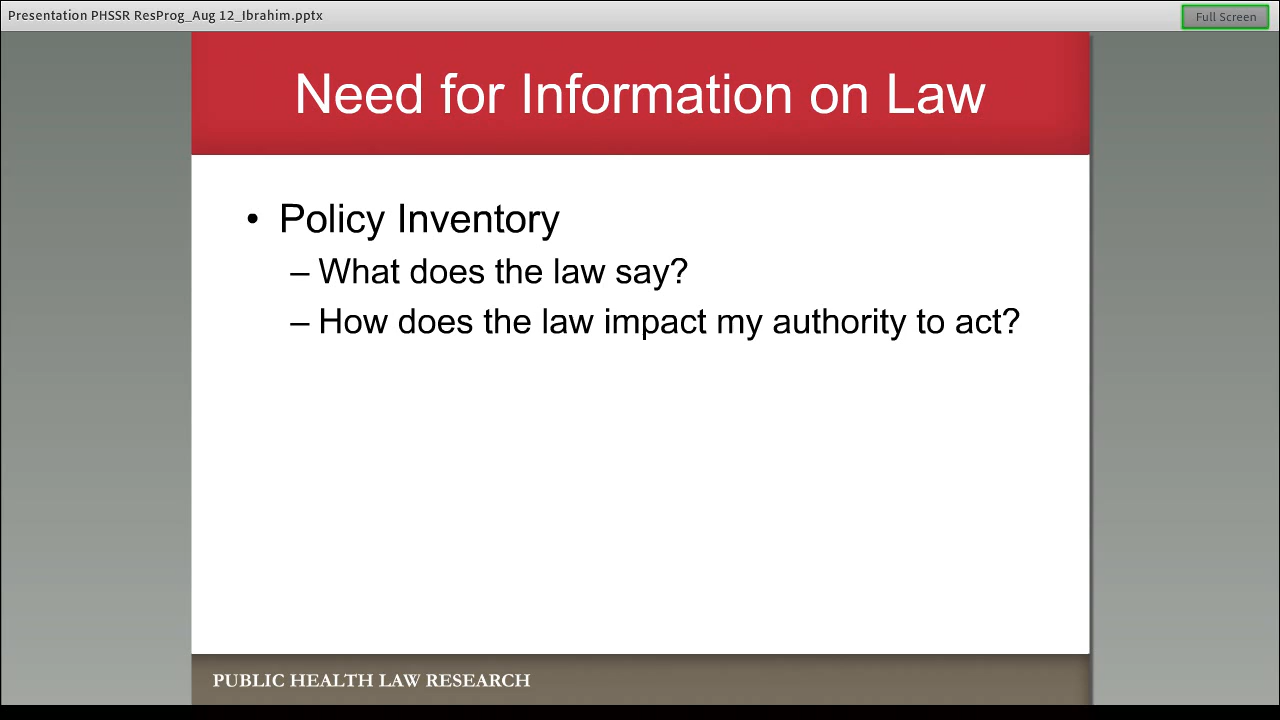 Presentation PHSSR ResProg_Aug 12_Ibrahim.pptx
Full Screen
Need for Information on Law
• Policy Inventory
– What does the law say?
– How does the law impact my authority to act?
PUBLIC HEALTH LAW RESEARCH